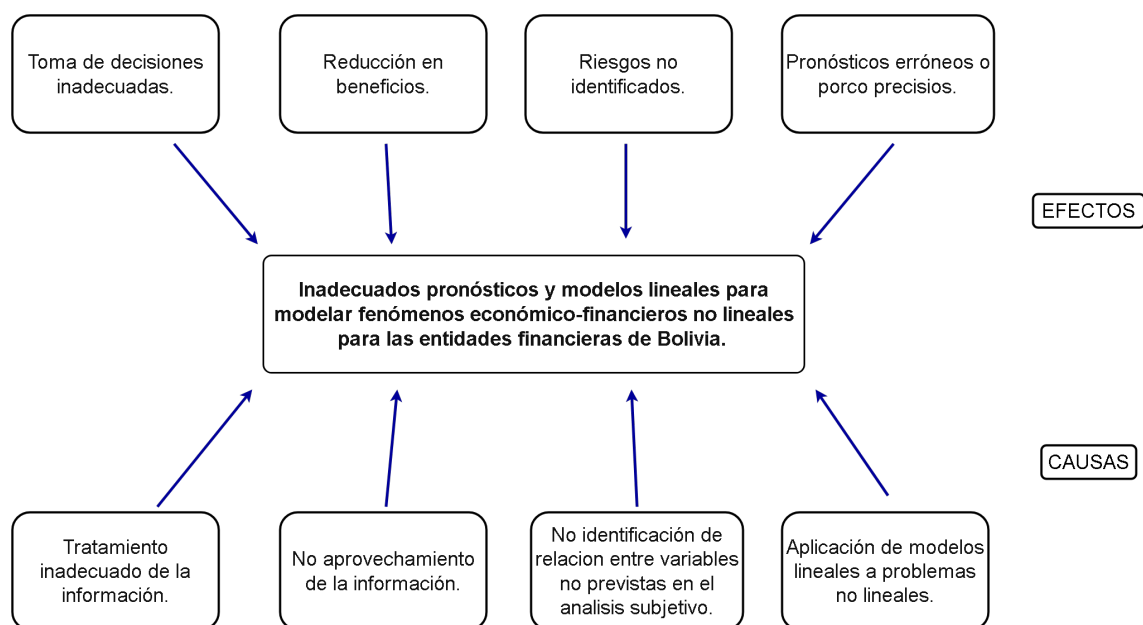 Toma de decisiones
inadecuadas.
Reducción en
beneficios.
Riesgos no
identificados.
Pronósticos erróneos o
porco precisios.
EFECTOS
Inadecuados pronósticos y modelos lineales para
modelar fenómenos económico-financieros no lineales
para las entidades financieras de Bolivia.
CAUSAS
Tratamiento
inadecuado de la
información.
No aprovechamiento
de la información.
No identificación de
relacion entre variables
no previstas en el
analisis subjetivo.
Aplicación de modelos
lineales a problemas
no lineales.